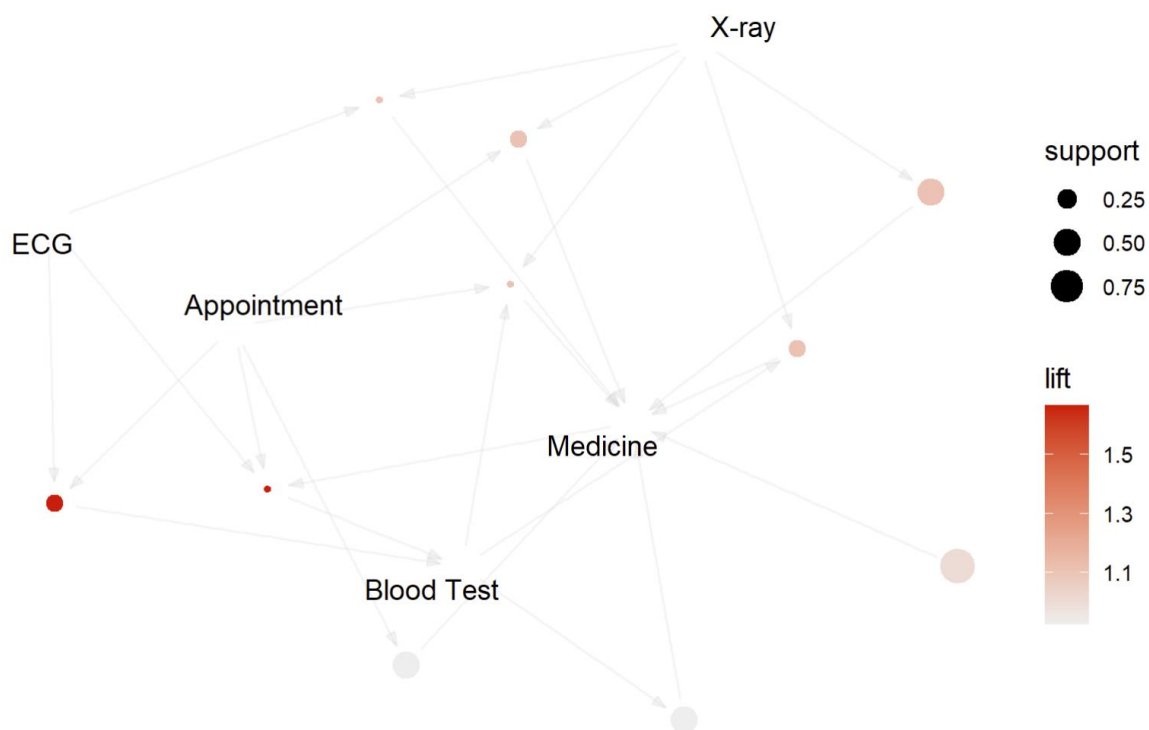 X-ray
ECG
Appointment
Medicine
Blood Test
support
0.25
0.50
0.75
lift
1.5
1.3
1.1